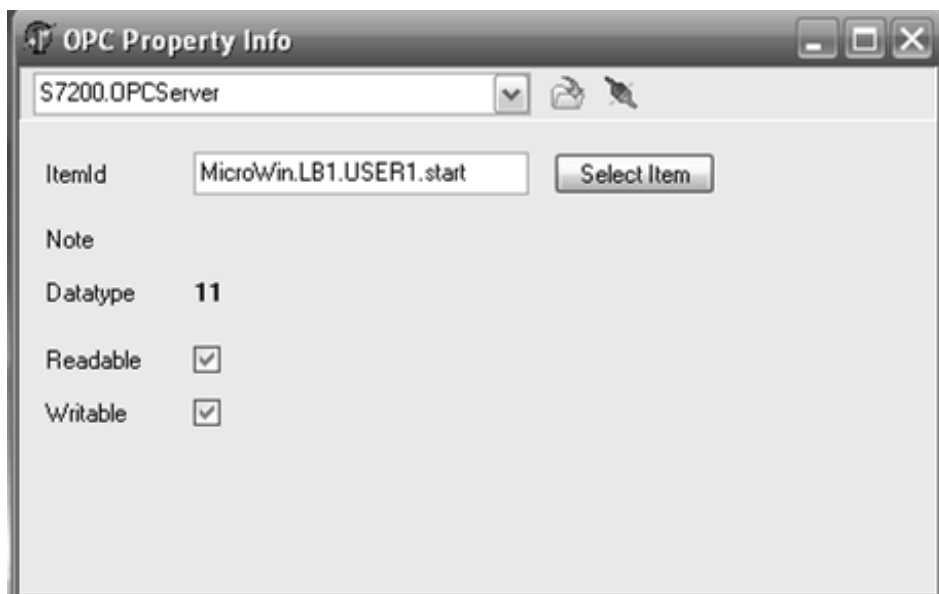 OPC Property Info
S7200.OPCServer
ItemId MicroWin.LB1.USER1.start Select Item
Note
Datatype 11
Readable
Writable